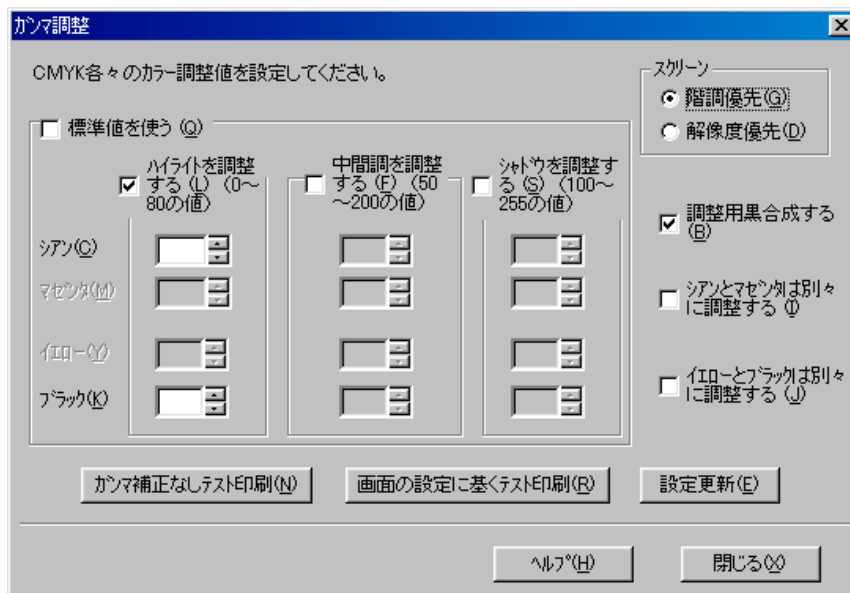 ガンマ調整
CMYK各々のカラー調整値を設定してください。
スクリーン
階調優先(G)
解像度優先(D)
標準値を使う (Q)
ハイライトを調整
する (L) (0～
80の値)
中間調を調整
する (F) (50
～200の値)
シャドウを調整す
る (S) (100～
255の値)
調整用黒合成する
(B)
シアン(C)
マゼンタ(M)
シアンとマゼンタは別々
に調整する (I)
イエロー(Y)
ブラック(K)
イエローとブラックは別々
に調整する (J)
ガンマ補正なしテスト印刷(N)
画面の設定に基くテスト印刷(R)
設定更新(E)
ヘルプ(H)
閉じる(X)